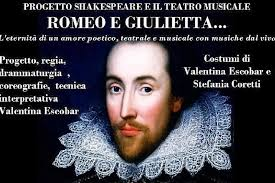 PROGETTO SHAKESPEARE E IL TEATRO MUSICALE
ROMEO E GIULIETTA...
L'eternità di un amore poetico, teatrale e musicale con musiche dal vivo
Progetto, regia,
drammaturgia ,
coreografie, tecnica
interpretativa
Valentina Escobar
Costumi di
Valentina Escobar e
Stefania Coretti